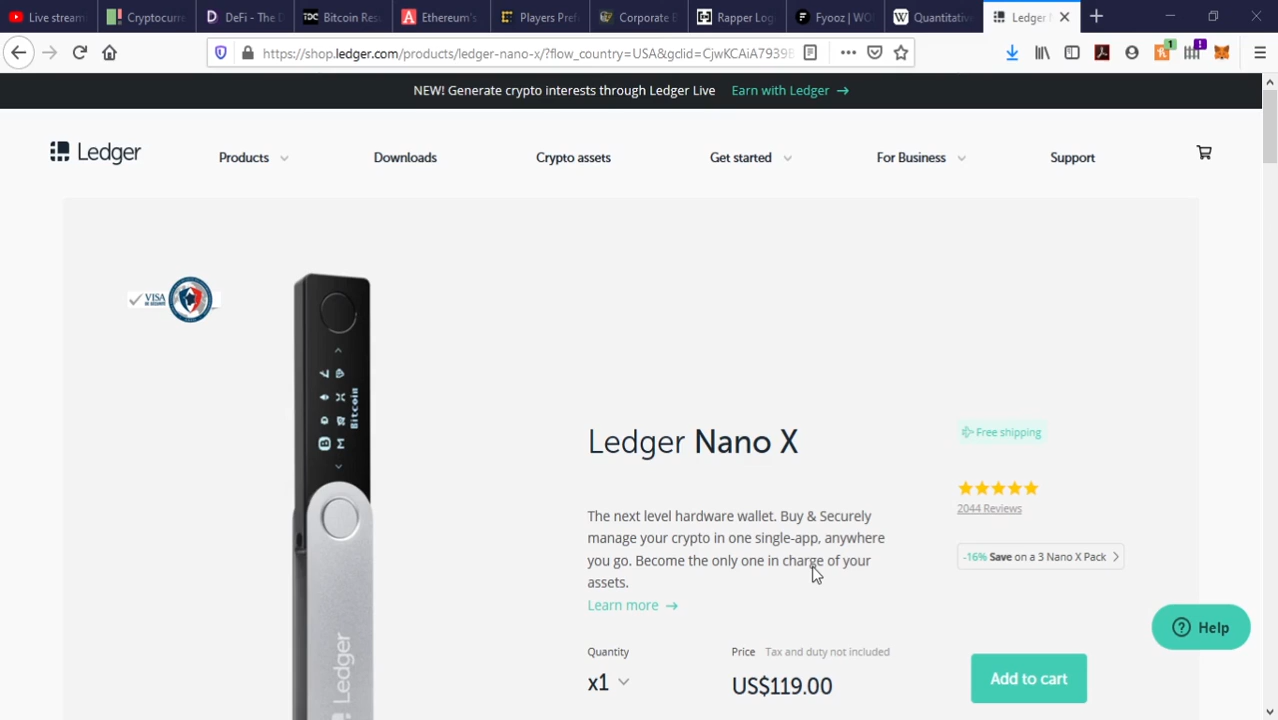 Live stream
Cryptocurr
DeFi - The D
Bitcoin Res
Ethereum's
Players Pref
Corporate B
Rapper Log
Fyooz | WO
Quantitative
Ledger N
https://shop.ledger.com/products/ledger-nano-x/?flow_country=USA&gclid=CjwKCAiA7939B
1
!
NEW! Generate crypto interests through Ledger Live Earn with Ledger →
Ledger
Products
Downloads
Crypto assets
Get started
For Business
Support
VISA
Bitcoin
Ledger
Ledger Nano X
The next level hardware wallet. Buy & Securely
manage your crypto in one single-app, anywhere
you go. Become the only one in charge of your
assets.
Learn more →
Free shipping
2044 Reviews
-16% Save on a 3 Nano X Pack
Help
Quantity
x1
Price Tax and duty not included
US$119.00
Add to cart